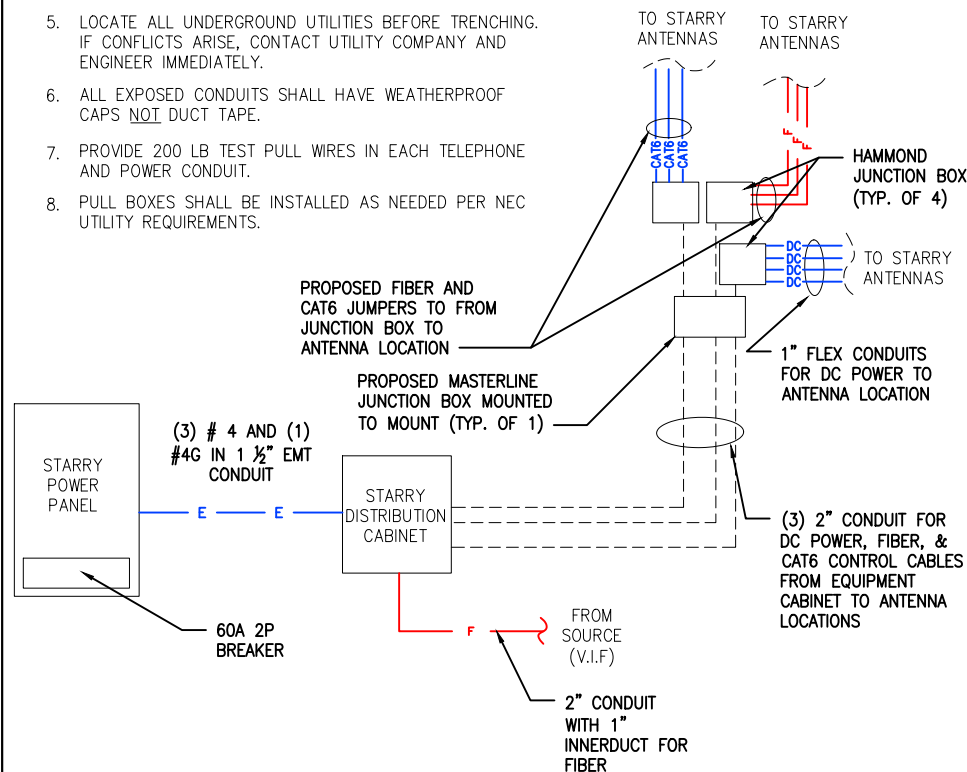 5. LOCATE ALL UNDERGROUND UTILITIES BEFORE TRENCHING.
IF CONFLICTS ARISE, CONTACT UTILITY COMPANY AND
ENGINEER IMMEDIATELY.
6. ALL EXPOSED CONDUITS SHALL HAVE WEATHERPROOF
CAPS NOT DUCT TAPE.
7. PROVIDE 200 LB TEST PULL WIRES IN EACH TELEPHONE
AND POWER CONDUIT.
8. PULL BOXES SHALL BE INSTALLED AS NEEDED PER NEC
UTILITY REQUIREMENTS.
TO STARRY
ANTENNAS
TO STARRY
ANTENNAS
CAT6
CAT6
CAT6
F
F
F
HAMMOND
JUNCTION BOX
(TYP. OF 4)
DC
DC
DC
DC
TO STARRY
ANTENNAS
PROPOSED FIBER AND
CAT6 JUMPERS TO FROM
JUNCTION BOX TO
ANTENNA LOCATION
1" FLEX CONDUITS
FOR DC POWER TO
ANTENNA LOCATION
PROPOSED MASTERLINE
JUNCTION BOX MOUNTED
TO MOUNT (TYP. OF 1)
(3) # 4 AND (1)
#4G IN 1 ½" EMT
CONDUIT
STARRY
POWER
PANEL
E
E
STARRY
DISTRIBUTION
CABINET
(3) 2" CONDUIT FOR
DC POWER, FIBER, &
CAT6 CONTROL CABLES
FROM EQUIPMENT
CABINET TO ANTENNA
LOCATIONS
60A 2P
BREAKER
F
FROM
SOURCE
(V.I.F)
2" CONDUIT
WITH 1"
INNERDUCT FOR
FIBER